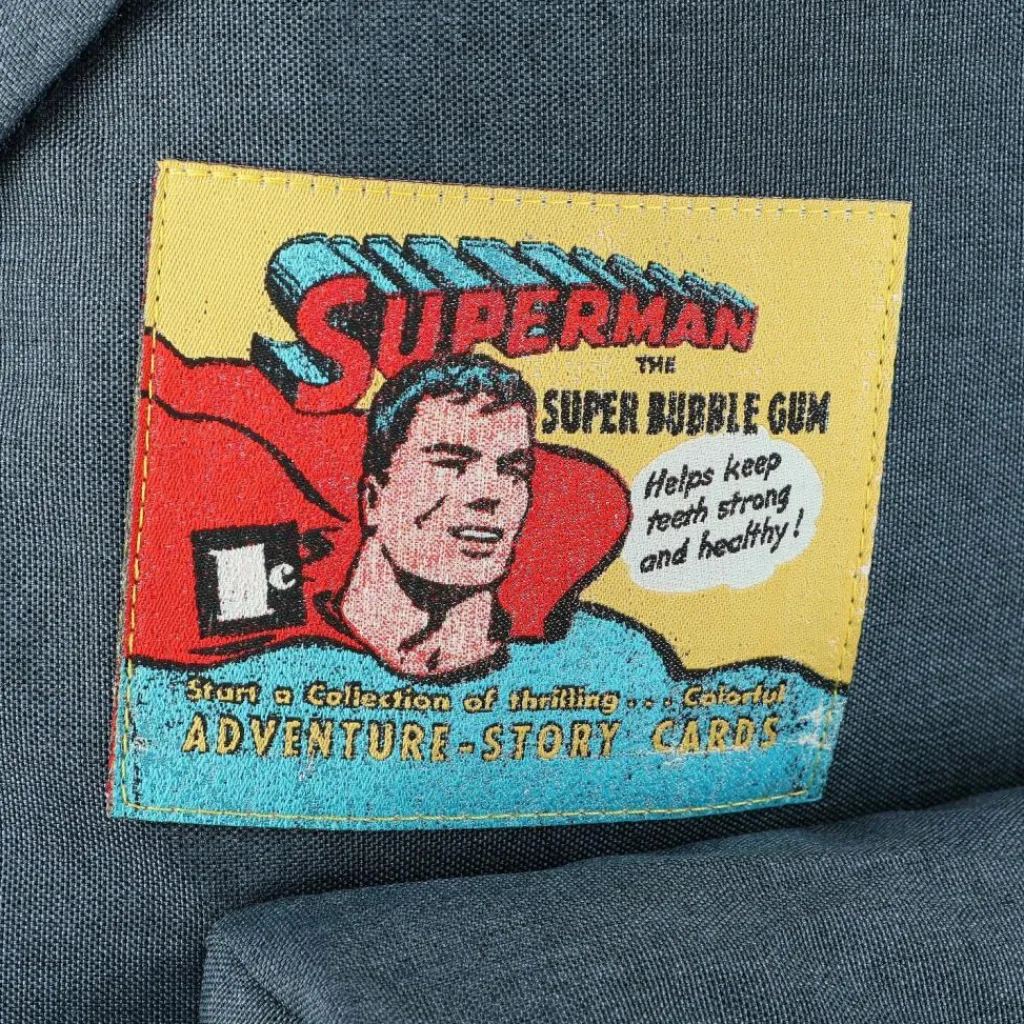 SUPERMAN
THE
SUPER BUBBLE GUM
Helps keep
teeth strong
and healthy!
1c
Start a Collection of thrilling... Colorful
ADVENTURE-STORY CARDS